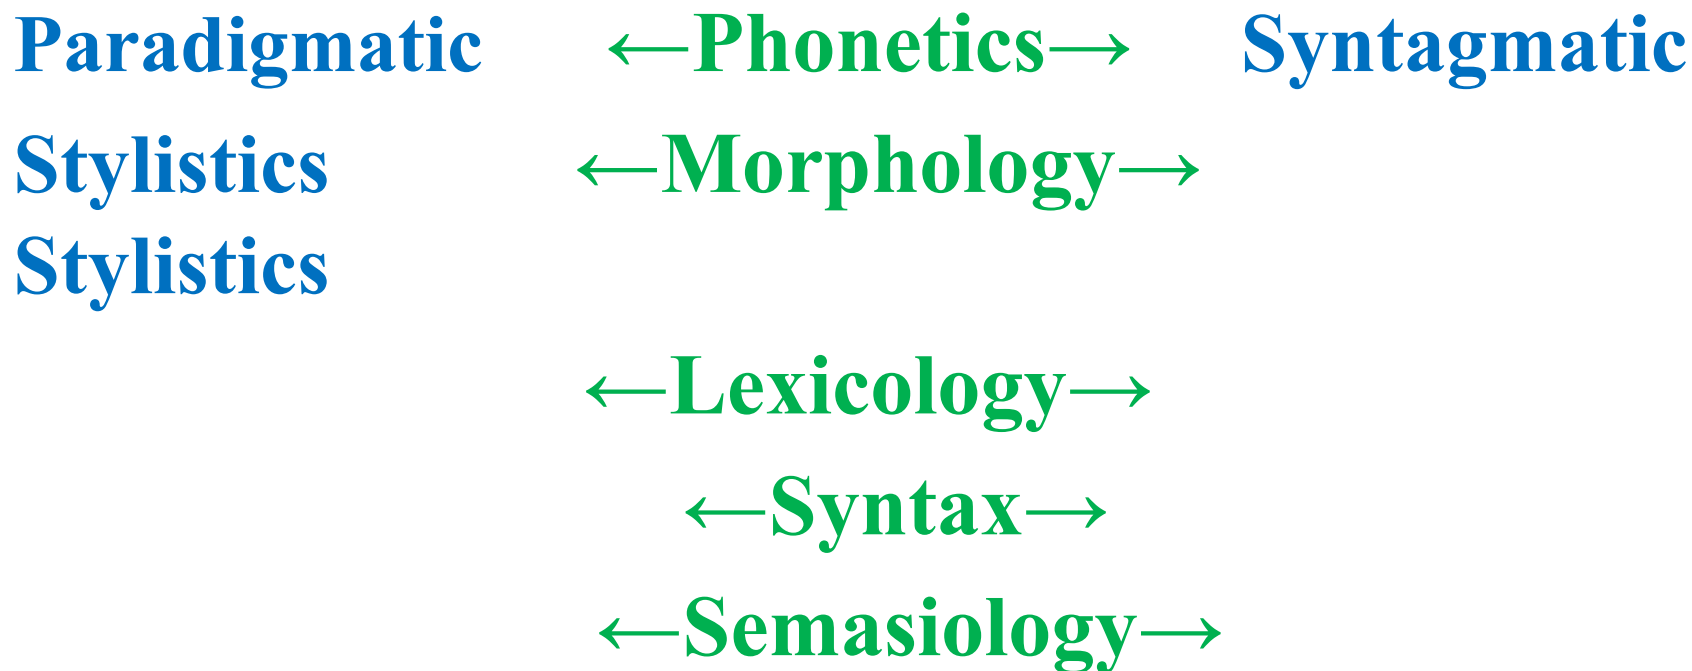 Paradigmatic ←Phonetics→ Syntagmatic
Stylistics ←Morphology→
Stylistics
←Lexicology→
←Syntax→
←Semasiology→